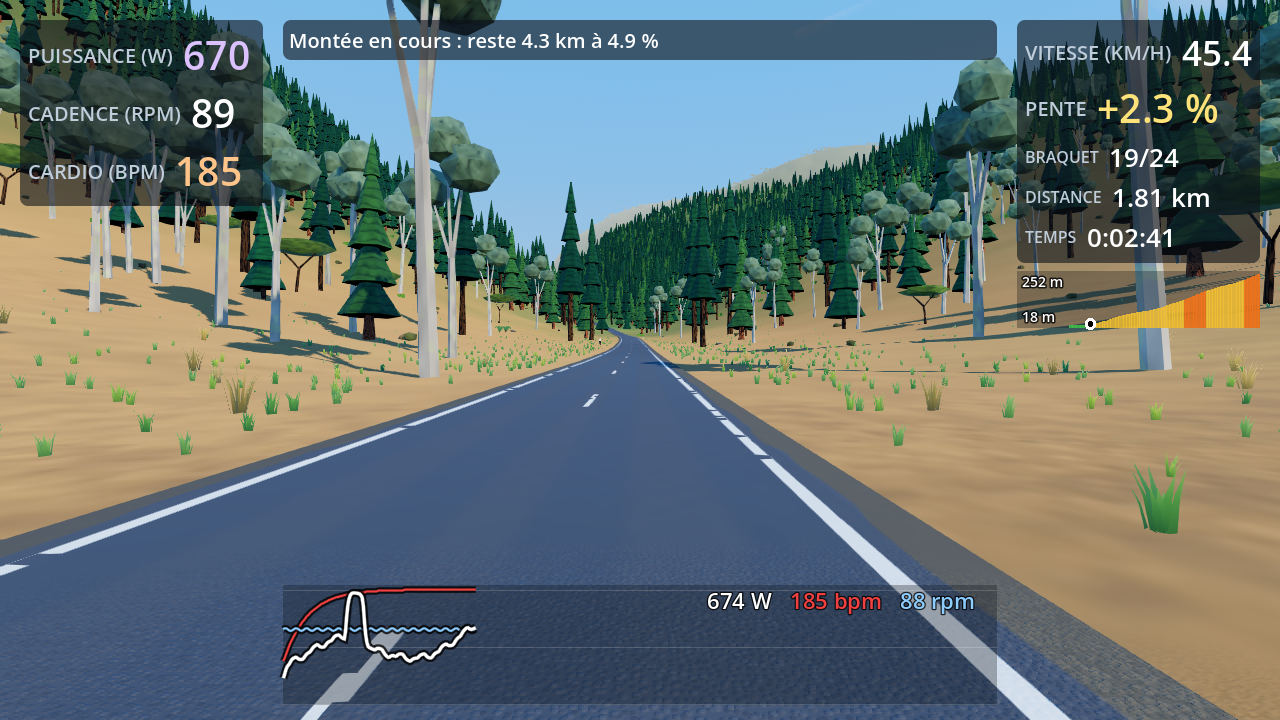 PUISSANCE (W) 670
CADENCE (RPM) 89
CARDIO (BPM) 185
Montée en cours : reste 4.3 km à 4.9 %
VITESSE (KM/H) 45.4
PENTE +2.3 %
BRAQUET 19/24
DISTANCE 1.81 km
TEMPS 0:02:41
252 m
18 m
674 W 185 bpm 88 rpm